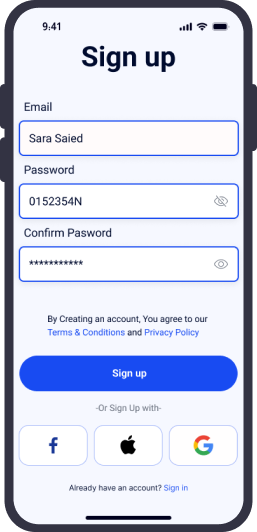 9:41
Sign up
Email
Sara Saied
Password
0152354N
Confirm Pasword
***********
By Creating an account, You agree to our
Terms & Conditions and Privacy Policy
Sign up
-Or Sign Up with-
Already have an account? Sign in